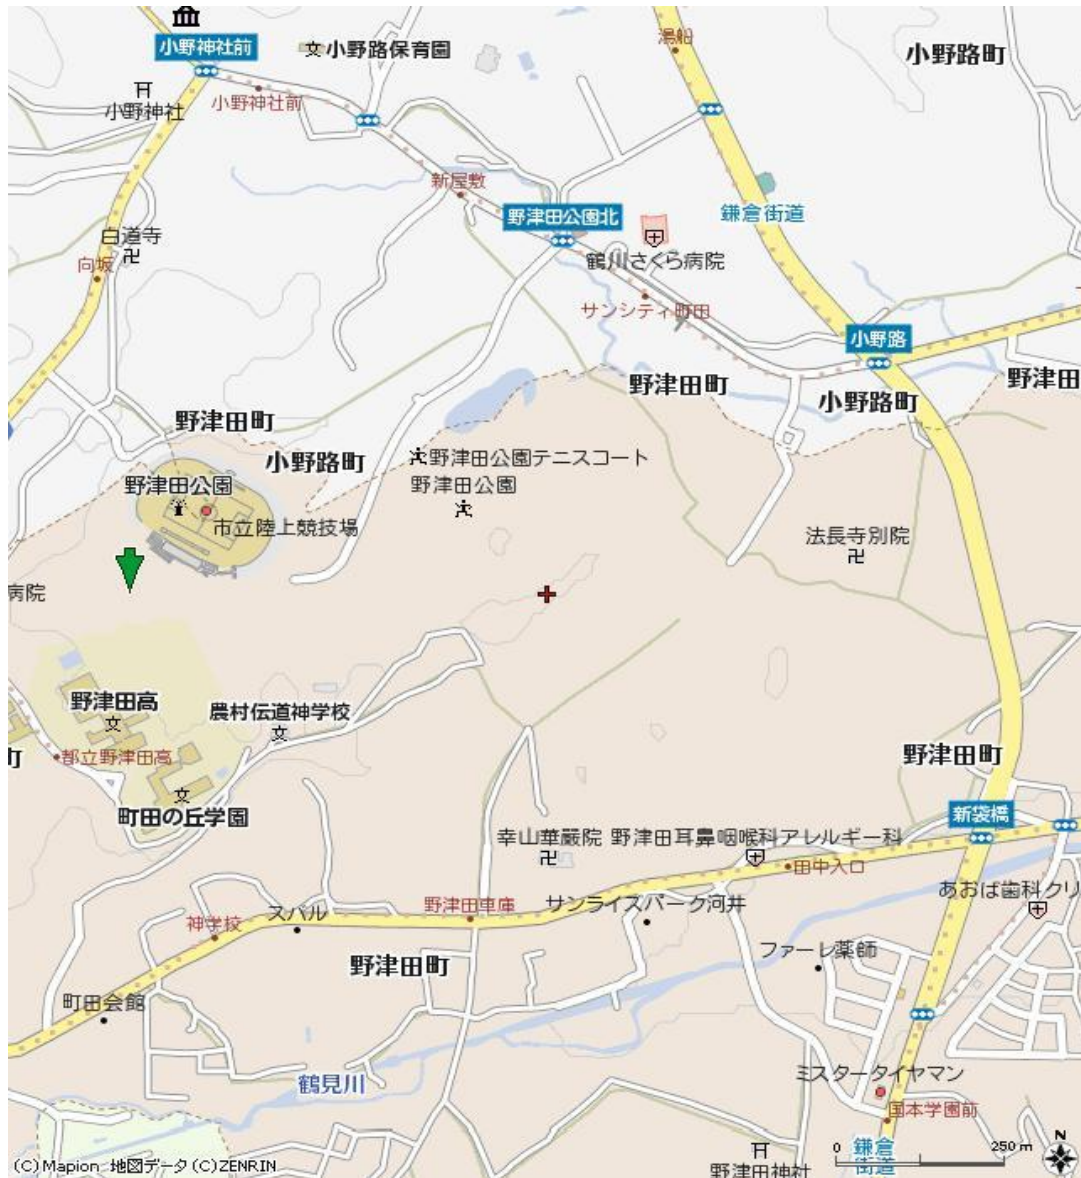 小野神社前
小野路保育園
湯船
小野路町
小野神社前
小野神社
新屋敷
野津田公園北
鎌倉街道
白道寺
鶴川さくら病院
向坂
サンシティ町田
小野路
野津田町
野津田
小野路町
野津田町
小野路町
野津田公園テニスコート
野津田公園
野津田公園
市立陸上競技場
法長寺別院
病院
野津田高
農村伝道神学校
町
都立野津田高
野津田町
町田の丘学園
新袋橋
幸山華厳院
野津田耳鼻咽喉科アレルギー科
田中入口
あおば歯科クリ
スバル
野津田車庫
サンライズパーク河井
神学校
野津田町
ファーレ薬師
町田会館
鶴見川
ミスタータイヤマン
国本学園前
鎌倉
街道
野津田神社
0 250m
N
(C)Mapion 地図データ(C)ZENRIN